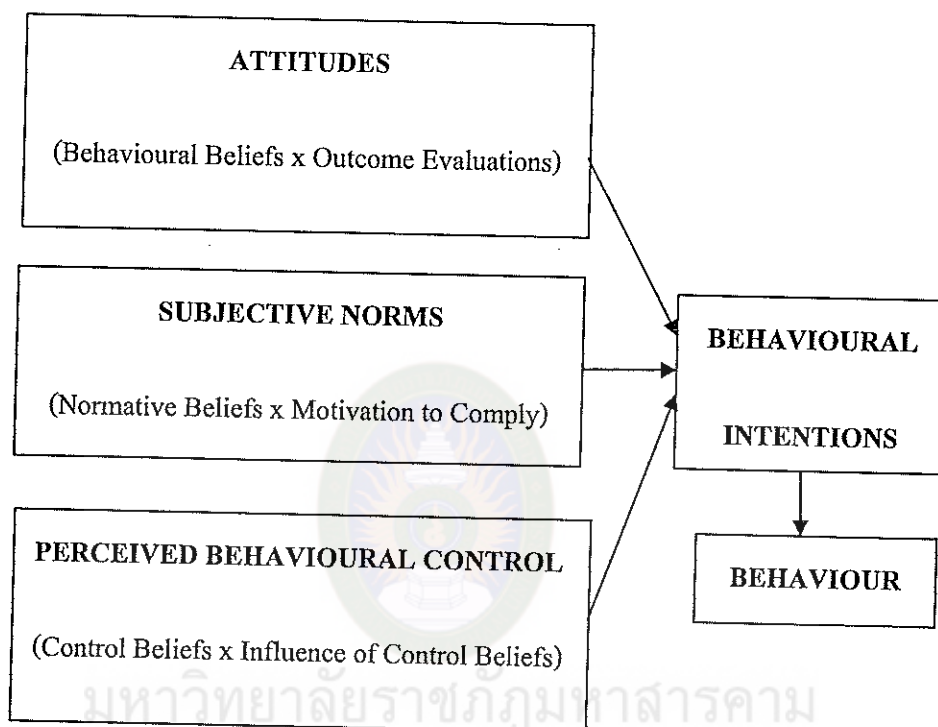 ATTITUDES
(Behavioural Beliefs x Outcome Evaluations)
SUBJECTIVE NORMS
(Normative Beliefs x Motivation to Comply)
PERCEIVED BEHAVIOURAL CONTROL
(Control Beliefs x Influence of Control Beliefs)
BEHAVIOURAL
INTENTIONS
BEHAVIOUR
มหาวิทยาลัยราชภัฏมหาสารคาม